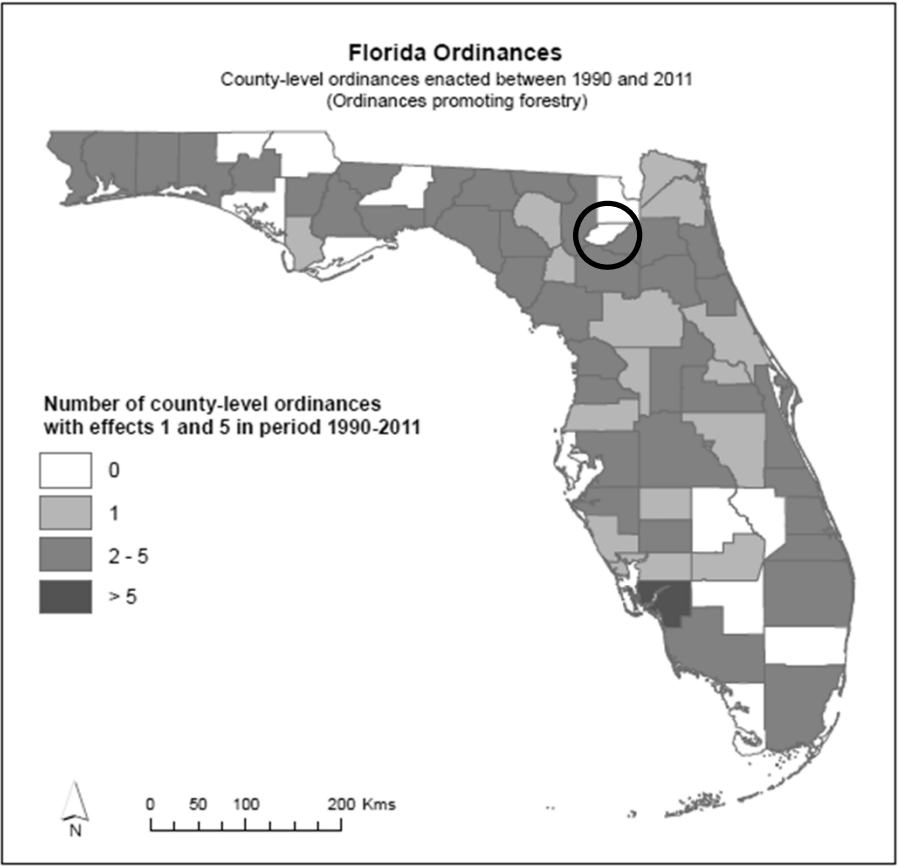 Florida Ordinances
County-level ordinances enacted between 1990 and 2011
(Ordinances promoting forestry)
Number of county-level ordinances
with effects 1 and 5 in period 1990-2011
0
1
2 - 5
> 5
N
0 50 100 200 Kms